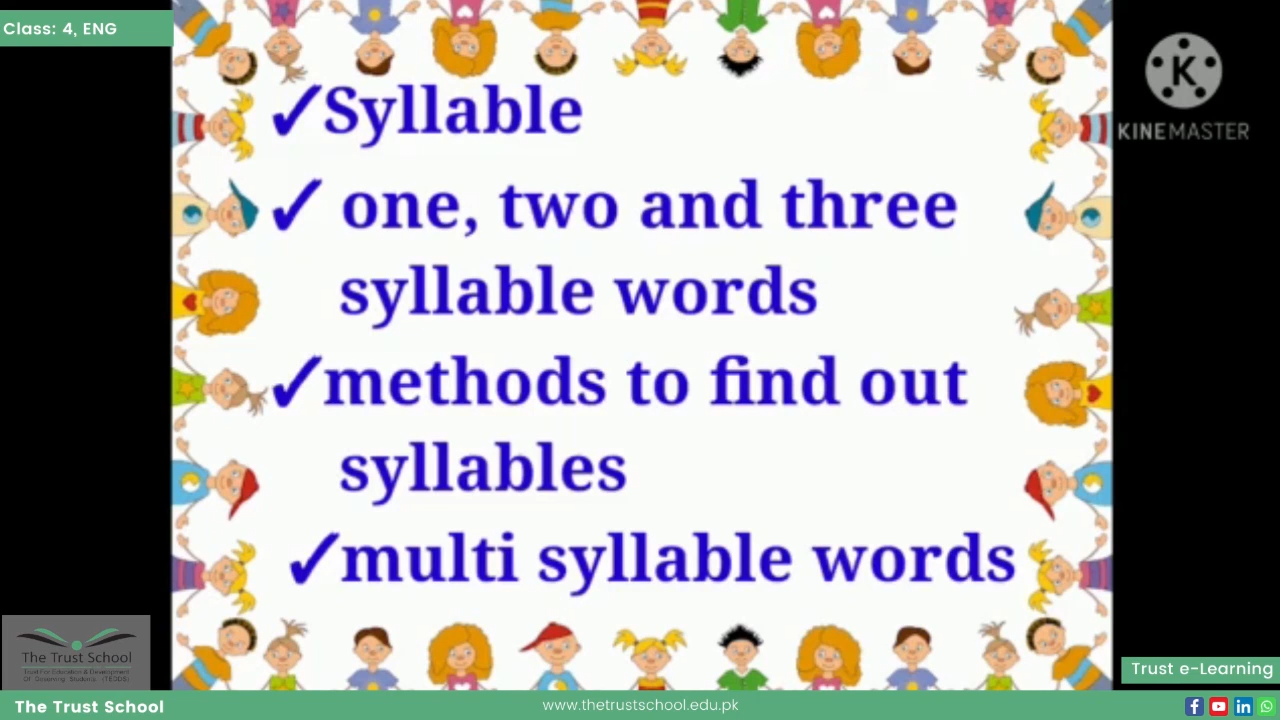 Class: 4, ENG
K
KINEMASTER
✓Syllable
✓ one, two and three
syllable words
✓methods to find out
syllables
✓multi syllable words
The Trust School
Trust e-Learning
The Trust School
www.thetrustschool.edu.pk